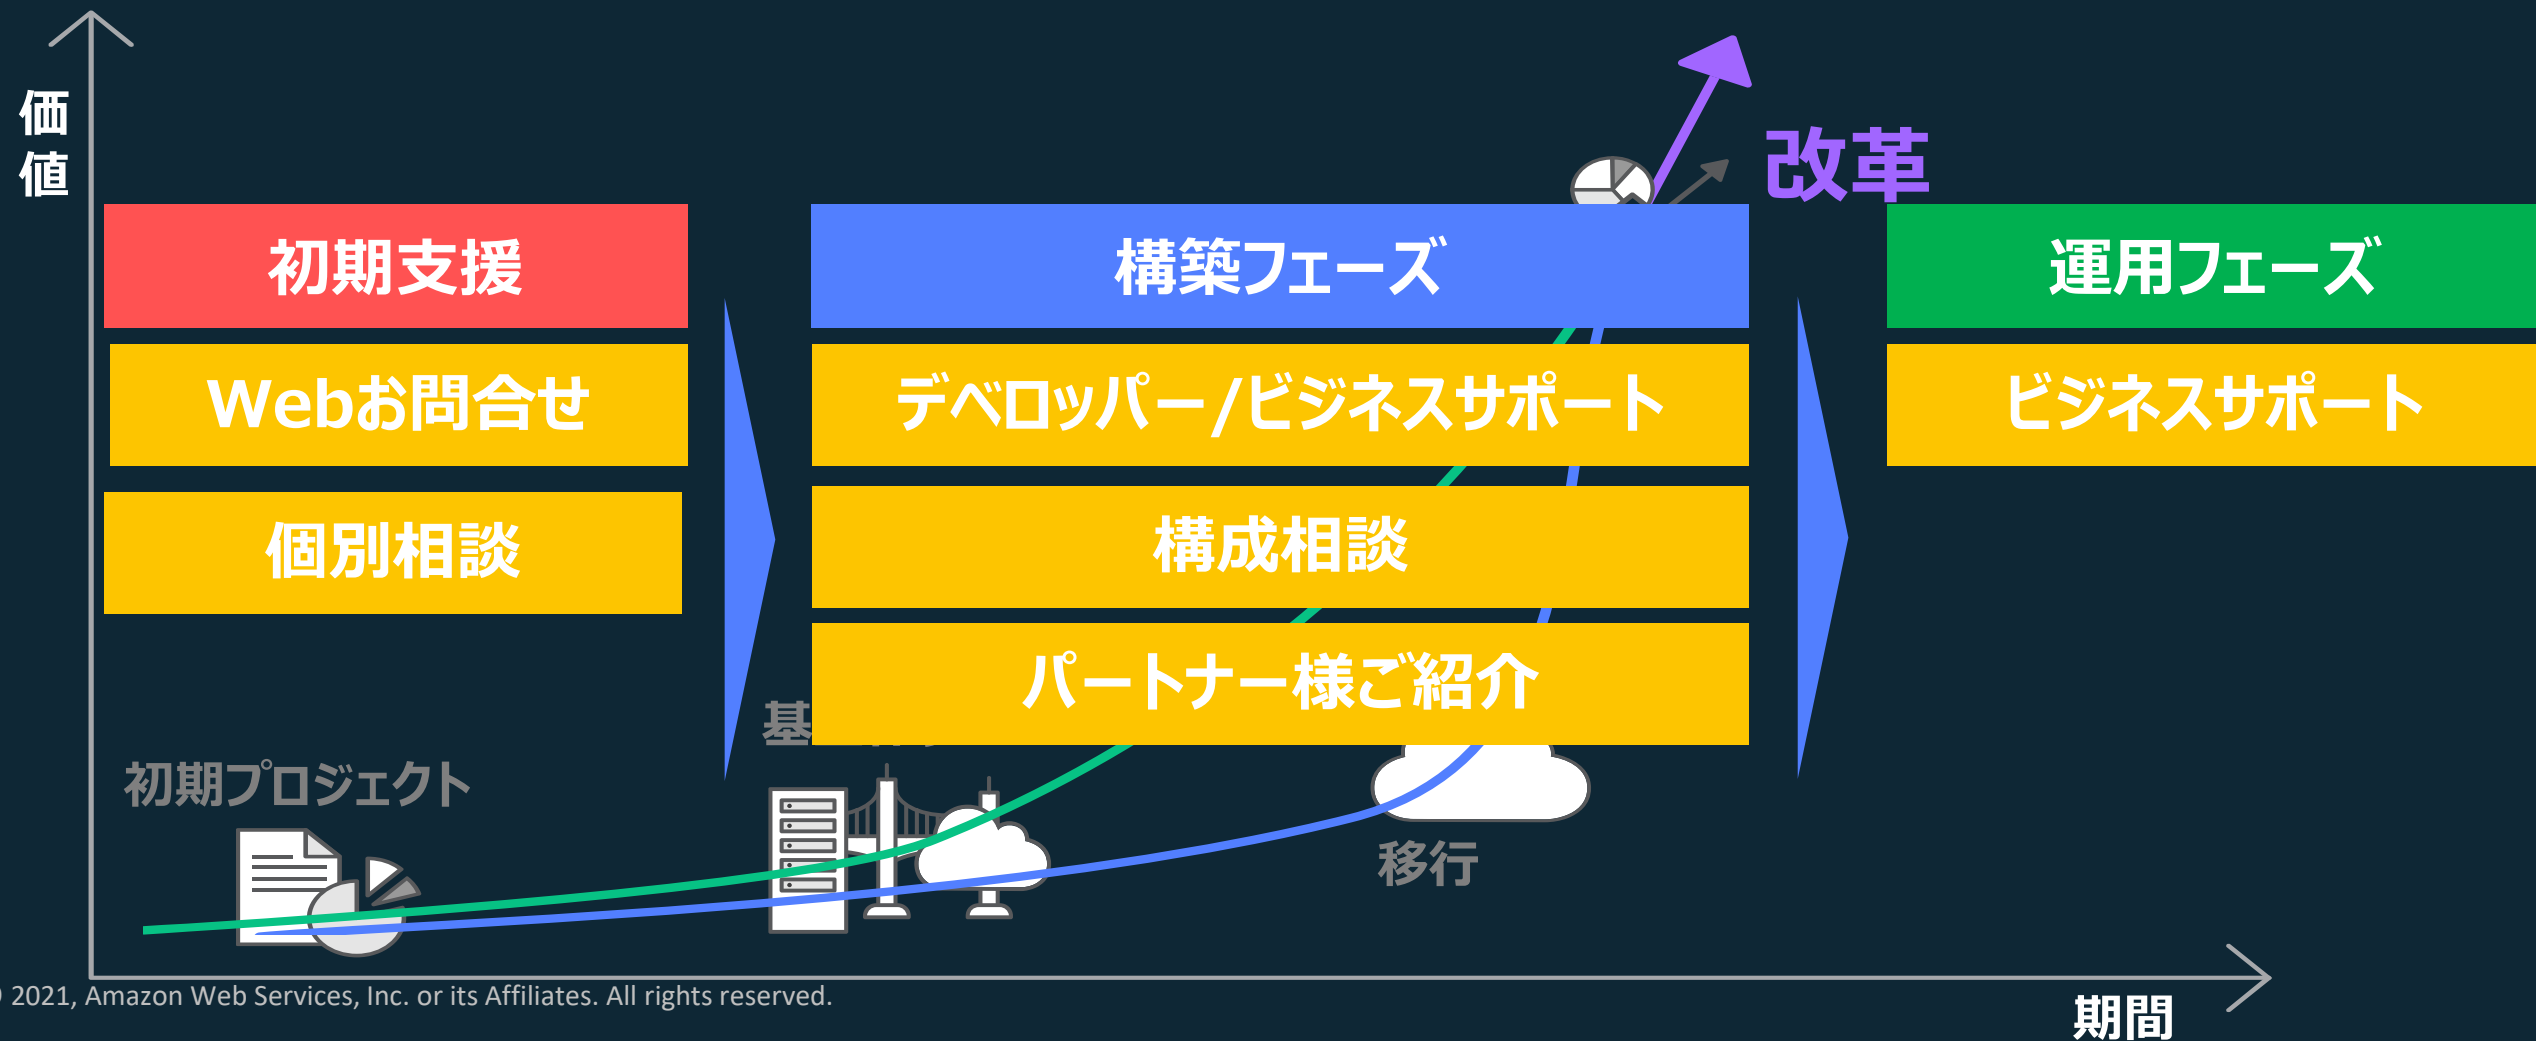 価値
改革
初期支援
Webお問合せ
個別相談
構築フェーズ
デベロッパー/ビジネスサポート
構成相談
パートナー様ご紹介
運用フェーズ
ビジネスサポート
初期プロジェクト
基
移行
2021, Amazon Web Services, Inc. or its Affiliates. All rights reserved.
期間